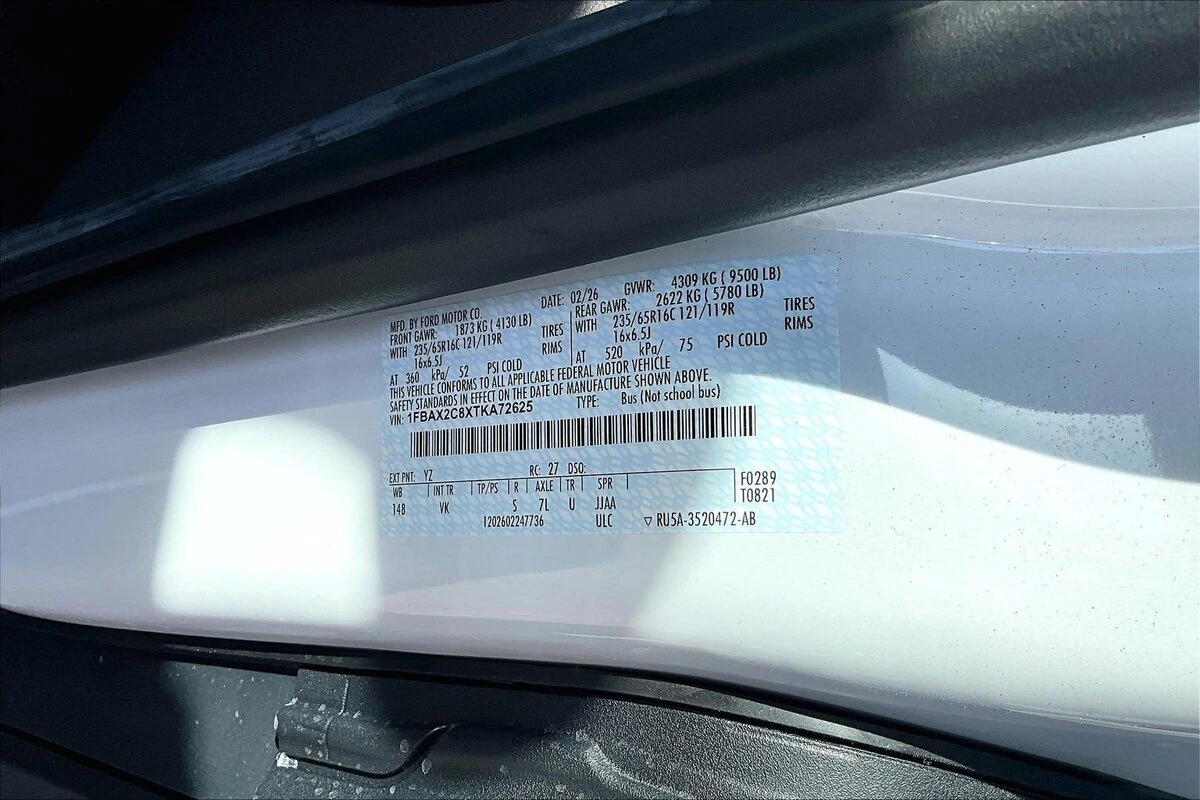 MFD. BY FORD MOTOR CO. DATE: 02/26 GVWR: 4309 KG ( 9500 LB)
FRONT GAWR: 1873 KG ( 4130 LB) REAR GAWR: 2622 KG ( 5780 LB)
WITH 235/65R16C 121/119R TIRES WITH 235/65R16C 121/119R TIRES
16x6.5J RIMS 16x6.5J RIMS
AT 360 kPa/ 52 PSI COLD AT 520 kPa/ 75 PSI COLD
THIS VEHICLE CONFORMS TO ALL APPLICABLE FEDERAL MOTOR VEHICLE
SAFETY STANDARDS IN EFFECT ON THE DATE OF MANUFACTURE SHOWN ABOVE.
VIN: 1FBAX2C8XTKA72625 TYPE: Bus (Not school bus)
EXT PNT: YZ RC: 27 DSO:
WB INT TR TP/PS R AXLE TR SPR F0289
148 VK S 7L U JJAA T0821
1202602247736 ULC ▽ RU5A-3520472-AB